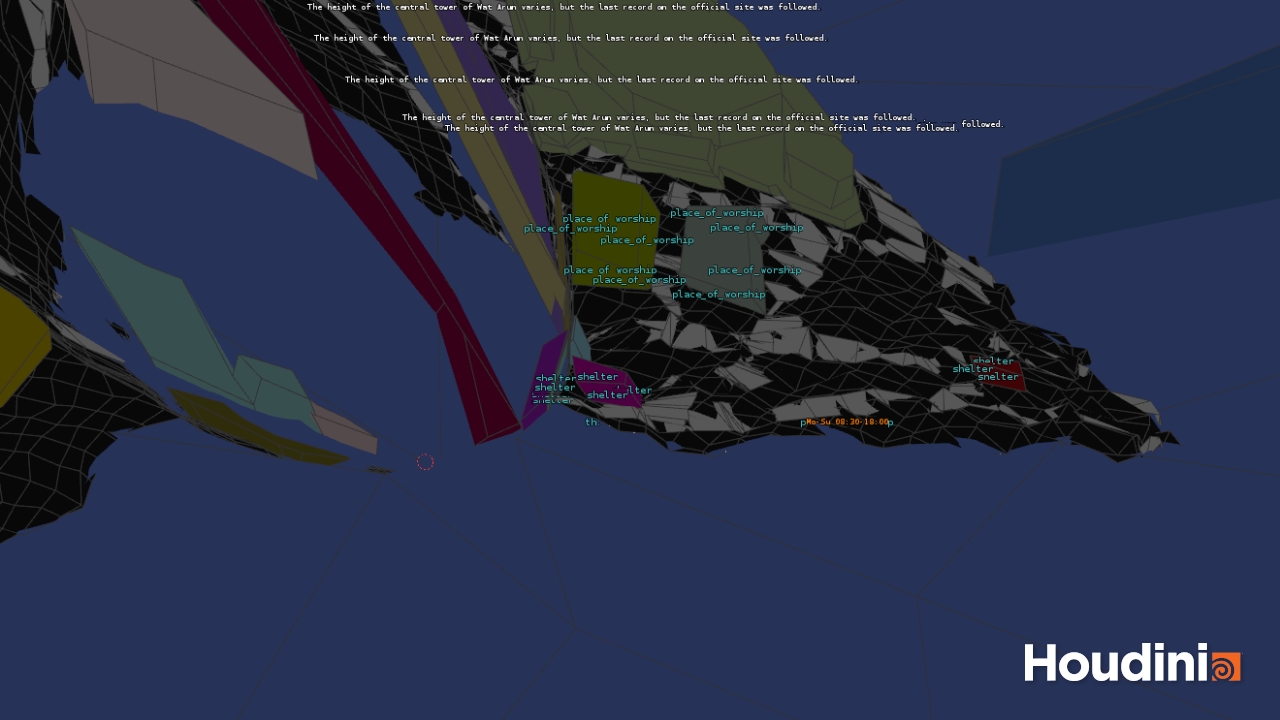 The height of the central tower of Wat Arun varies, but the last record on the official site was followed.
The height of the central tower of Wat Arun varies, but the last record on the official site was followed.
The height of the central tower of Wat Arun varies, but the last record on the official site was followed.
The height of the central tower of Wat Arun varies, but the last record on the official site was followed.
followed.
The height of the central tower of Wat Arun varies, but the last record on the official site was followed.
place_of_worship
place_of_worship
place_of_worship
place_of_worship
place_of_worship
place_of_worship
place_of_worship
place_of_worship
place_of_worship
shelter
shelter
shelter
shelter
shelter
shelter
shelter
shelter
Mo-Su 08:30-18:00
Houdini